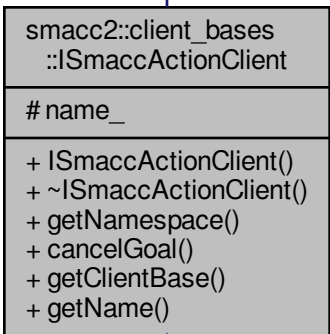 smacc2::client_bases
::ISmaccActionClient
# name_
+ ISmaccActionClient()
+ ~ISmaccActionClient()
+ getNamespace()
+ cancelGoal()
+ getClientBase()
+ getName()